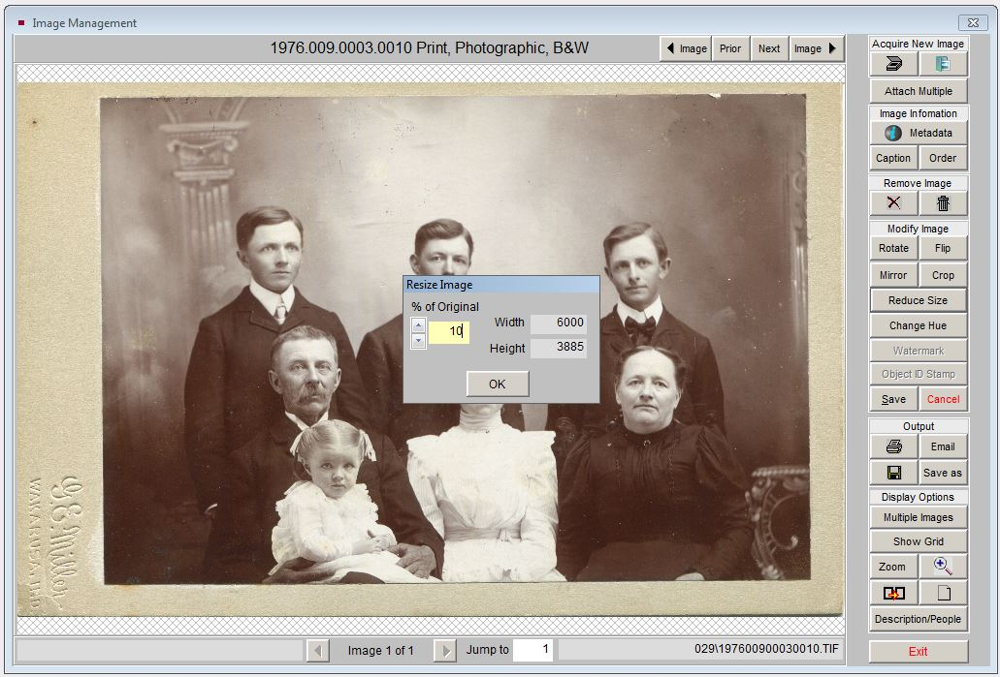 Image Management
1976.009.0003.0010 Print, Photographic, B&W
Image
Prior
Next
Image
Acquire New Image
Attach Multiple
Image Infomation
Metadata
Caption
Order
Remove Image
Modify Image
Rotate
Flip
Mirror
Crop
Reduce Size
Change Hue
Watermark
Object ID Stamp
Save
Cancel
Output
Email
Save as
Display Options
Multiple Images
Show Grid
Zoom
Description/People
Exit
Resize Image
% of Original
10
Width 6000
Height 3885
OK
Image 1 of 1
Jump to 1
029\197600900030010.TIF